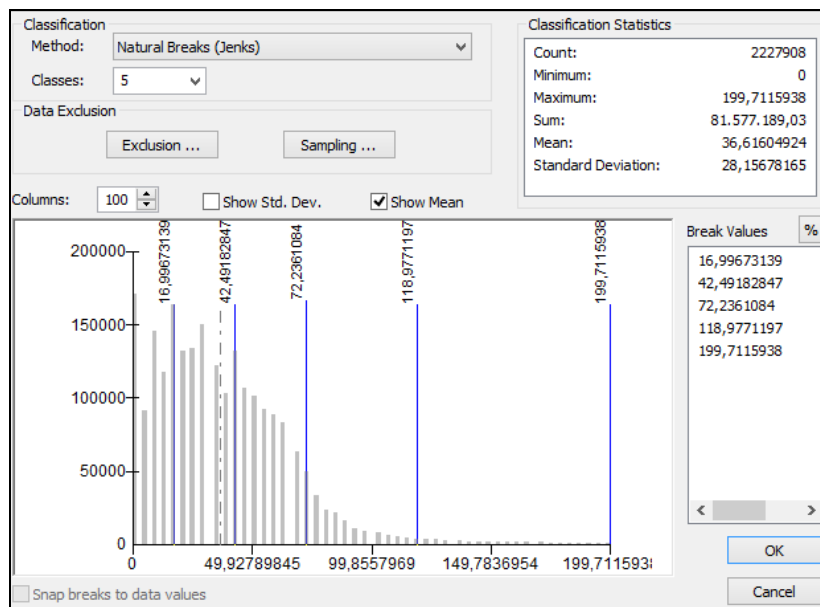 Classification
Method: Natural Breaks (Jenks)
Classes: 5
Data Exclusion
Exclusion ... Sampling ...
Classification Statistics
Count: 2227908
Minimum: 0
Maximum: 199,7115938
Sum: 81.577.189,03
Mean: 36,61604924
Standard Deviation: 28,15678165
Columns: 100 Show Std. Dev. Show Mean
16,99673139
42,49182847
72,2361084
118,9771197
199,7115938
200000
150000
100000
50000
0
0 49,92789845 99,8557969 149,7836954 199,7115938
Break Values %
16,99673139
42,49182847
72,2361084
118,9771197
199,7115938
Snap breaks to data values
OK
Cancel